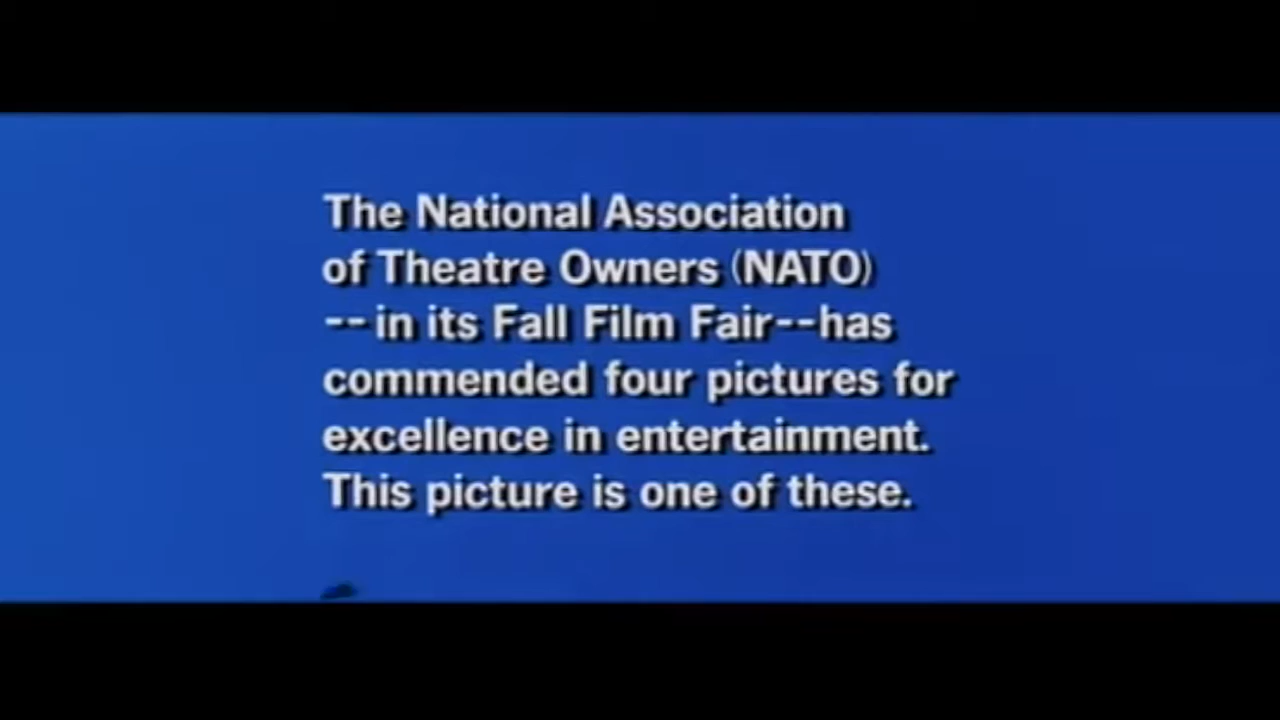 The National Association
of Theatre Owners (NATO)
--in its Fall Film Fair--has
commended four pictures for
excellence in entertainment.
This picture is one of these.